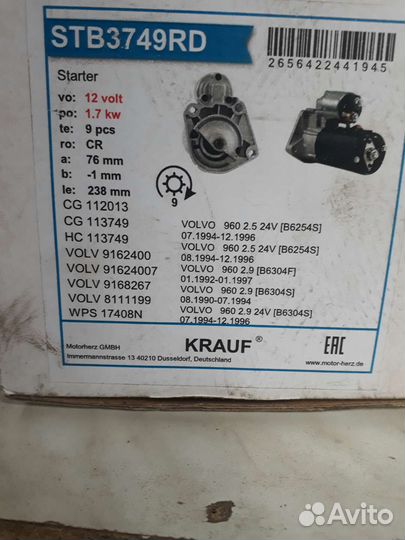 STB3749RD
2656422441945
Starter
vo: 12 volt
po: 1.7 kw
te: 9 pcs
ro: CR
a: 76 mm
b: -1 mm
le: 238 mm
9
CG 112013
CG 113749
HC 113749
VOLV 9162400
VOLV 91624007
VOLV 9168267
VOLV 8111199
WPS 17408N
VOLVO 960 2.5 24V [B6254S]
07.1994-12.1996
VOLVO 960 2.5 24V [B6254S]
08.1994-12.1996
VOLVO 960 2.9 [B6304F]
01.1992-01.1997
VOLVO 960 2.9 [B6304S]
08.1990-07.1994
VOLVO 960 2.9 24V [B6304S]
07.1994-12.1996
Motorherz GMBH
Immermannstrasse 13 40210 Dusseldorf, Deutschland
KRAUF ®
EAC
www.motor-herz.de
Avito